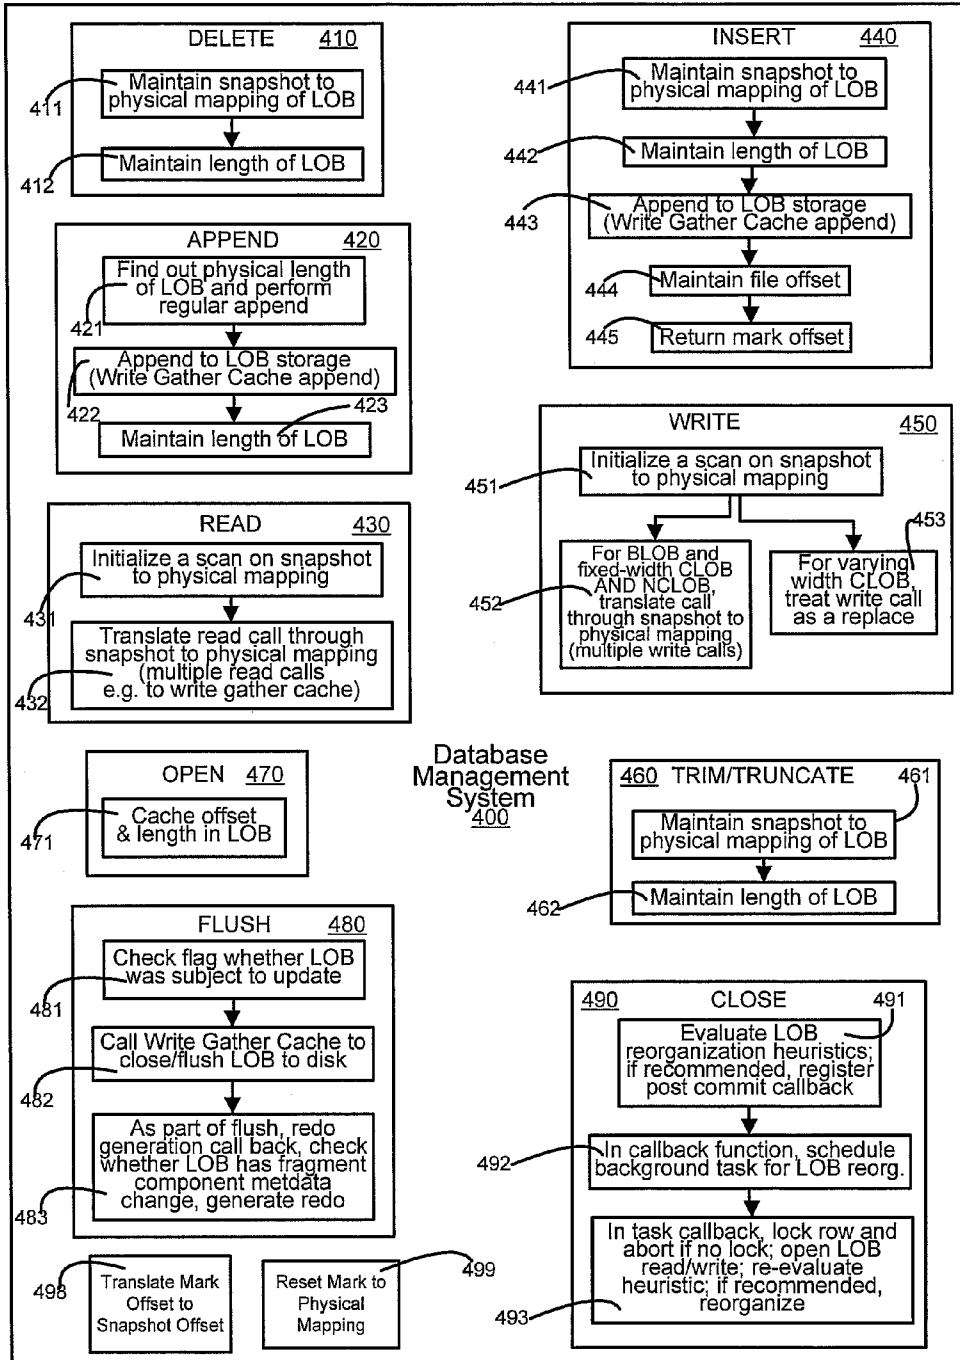 DELETE 410
Maintain snapshot to
physical mapping of LOB
411
Maintain length of LOB
412
APPEND 420
Find out physical length
of LOB and perform
regular append
421
Append to LOB storage
(Write Gather Cache append)
422
423
Maintain length of LOB
READ 430
Initialize a scan on snapshot
to physical mapping
431
Translate read call through
snapshot to physical mapping
(multiple read calls
e.g. to write gather cache)
432
OPEN 470
Cache offset
& length in LOB
471
FLUSH 480
Check flag whether LOB
was subject to update
481
Call Write Gather Cache to
close/flush LOB to disk
482
As part of flush, redo
generation call back, check
whether LOB has fragment
component metdata
change, generate redo
483
Translate Mark
Offset to
Snapshot Offset
498
Reset Mark to
Physical
Mapping
499
Database
Management
System
400
INSERT 440
Maintain snapshot to
physical mapping of LOB
441
Maintain length of LOB
442
Append to LOB storage
(Write Gather Cache append)
443
Maintain file offset
444
Return mark offset
445
WRITE 450
Initialize a scan on snapshot
to physical mapping
451
For BLOB and
fixed-width CLOB
AND NCLOB,
translate call
through snapshot to
physical mapping
(multiple write calls)
452
453
For varying
width CLOB,
treat write call
as a replace
460 TRIM/TRUNCATE
461
Maintain snapshot to
physical mapping of LOB
Maintain length of LOB
462
490 CLOSE
491
Evaluate LOB
reorganization heuristics;
if recommended, register
post commit callback
In callback function, schedule
background task for LOB reorg.
492
In task callback, lock row and
abort if no lock; open LOB
read/write; re-evaluate
heuristic; if recommended,
reorganize
493